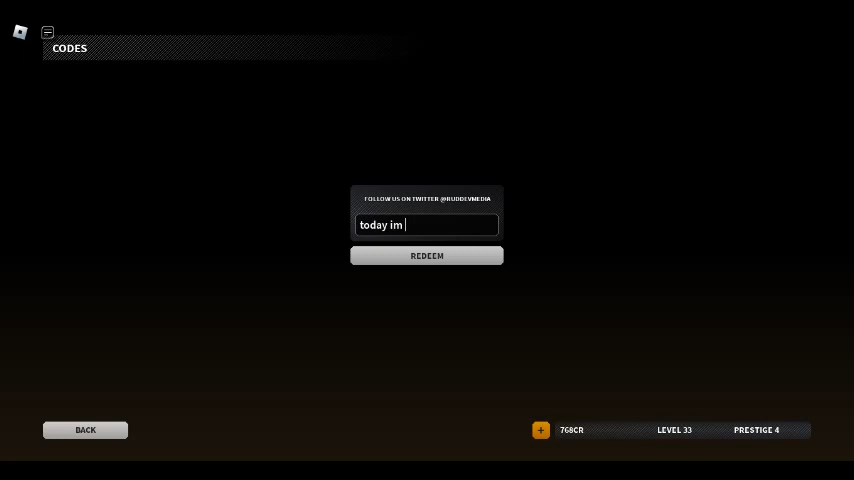 CODES
FOLLOW US ON TWITTER @RUDDEVMEDIA
today im
REDEEM
BACK
+ 768CR LEVEL 33 PRESTIGE 4